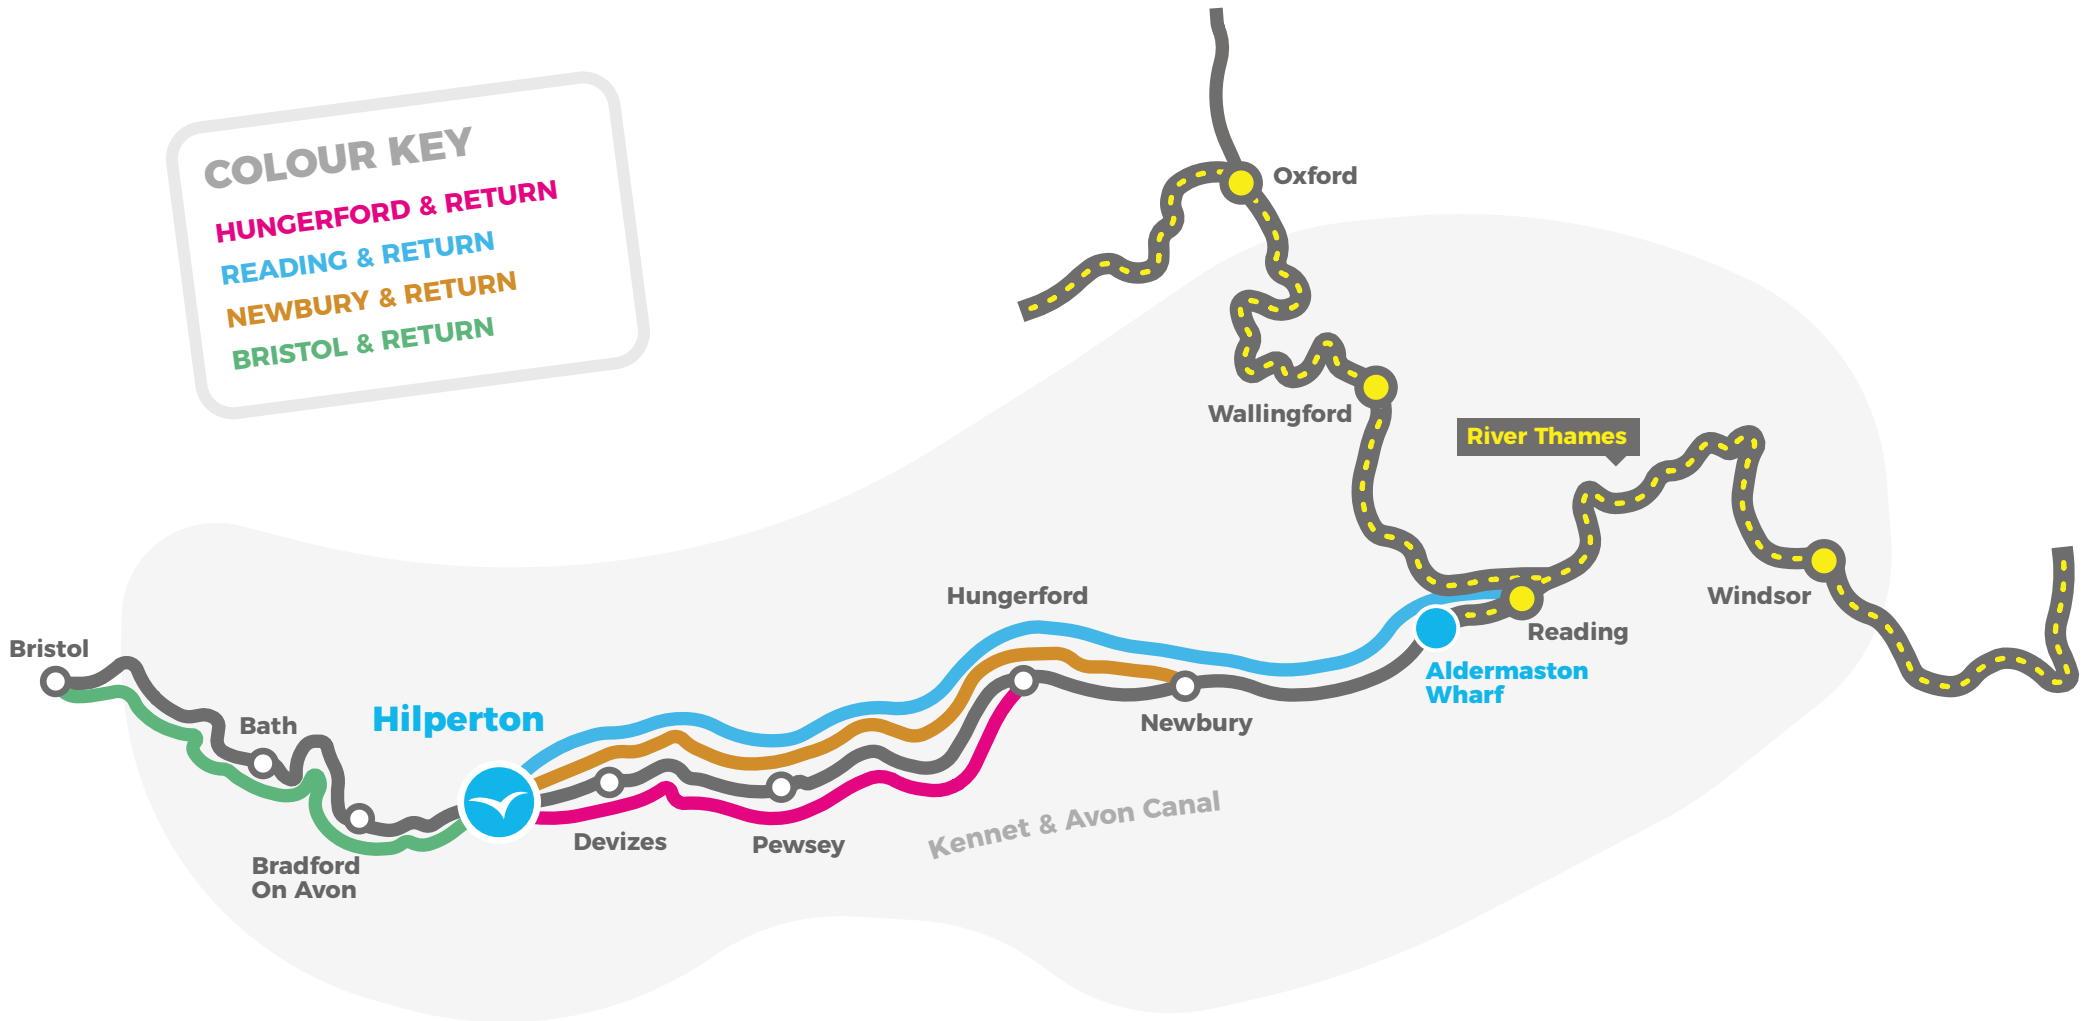 COLOUR KEY
HUNGERFORD & RETURN
READING & RETURN
NEWBURY & RETURN
BRISTOL & RETURN
Oxford
Wallingford
River Thames
Windsor
Hungerford
Reading
Bristol
Aldermaston
Wharf
Bath
Hilperton
Newbury
Kennet & Avon Canal
Devizes
Pewsey
Bradford
On Avon